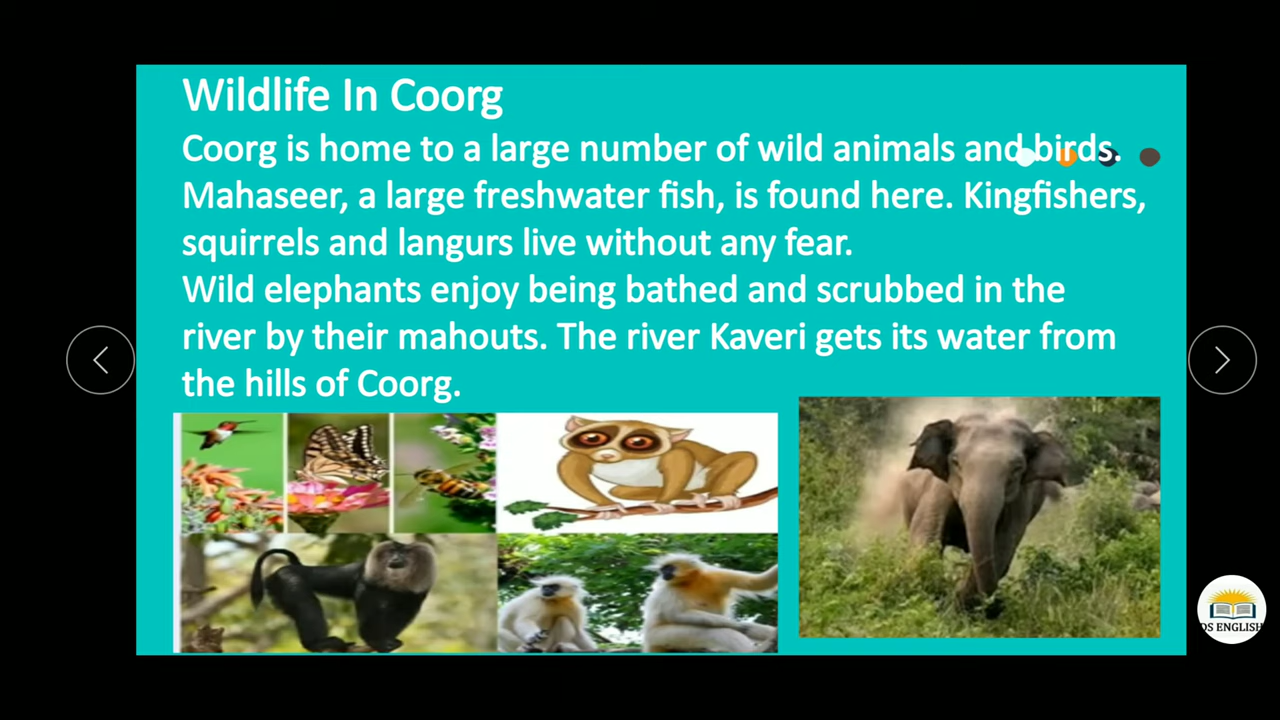 Wildlife In Coorg
Coorg is home to a large number of wild animals and birds.
Mahaseer, a large freshwater fish, is found here. Kingfishers,
squirrels and langurs live without any fear.
Wild elephants enjoy being bathed and scrubbed in the
river by their mahouts. The river Kaveri gets its water from
the hills of Coorg.
DS ENGLISH